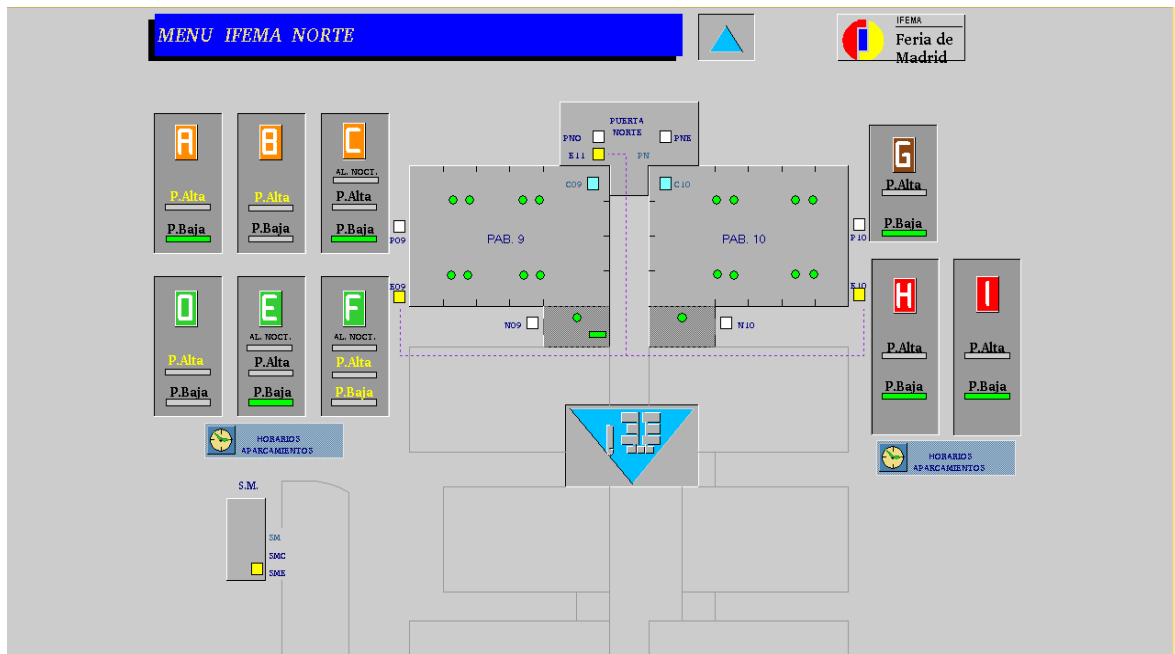 MENU IFEMA NORTE
IFEMA
Feria de
Madrid
PUERTA
NORTE
PNO
PNE
E11
PN
C09
C10
A
P.Alta
P.Baja
B
P.Alta
P.Baja
C
AL. NOCT.
P.Alta
P.Baja
G
P.Alta
P.Baja
P09
PAB. 9
PAB. 10
P10
E09
E10
N09
N10
D
P.Alta
P.Baja
E
AL. NOCT.
P.Alta
P.Baja
F
AL. NOCT.
P.Alta
P.Baja
H
P.Alta
P.Baja
I
P.Alta
P.Baja
HORARIOS
APARCAMIENTOS
HORARIOS
APARCAMIENTOS
S.M.
SM
SMC
SME